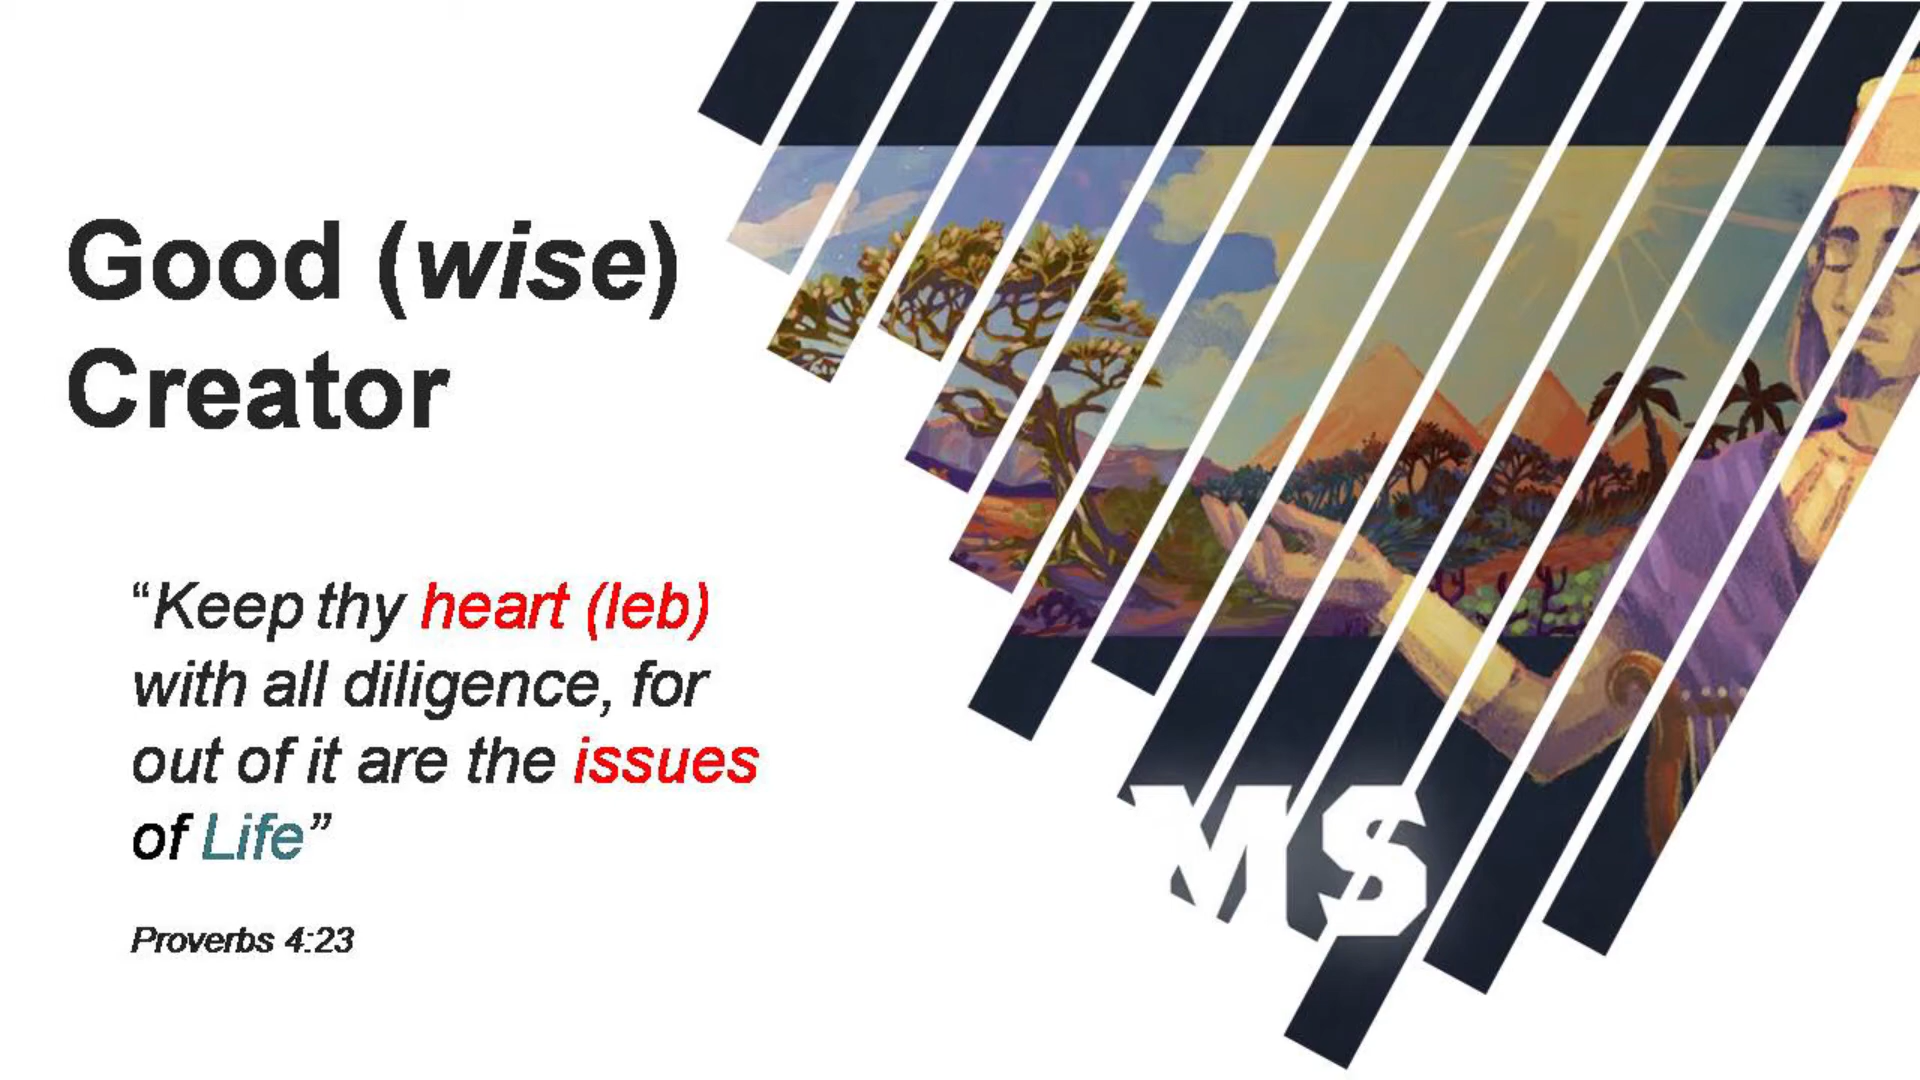 Good (wise)
Creator
“Keep thy heart (leb)
with all diligence, for
out of it are the issues
of Life”
Proverbs 4:23
MS